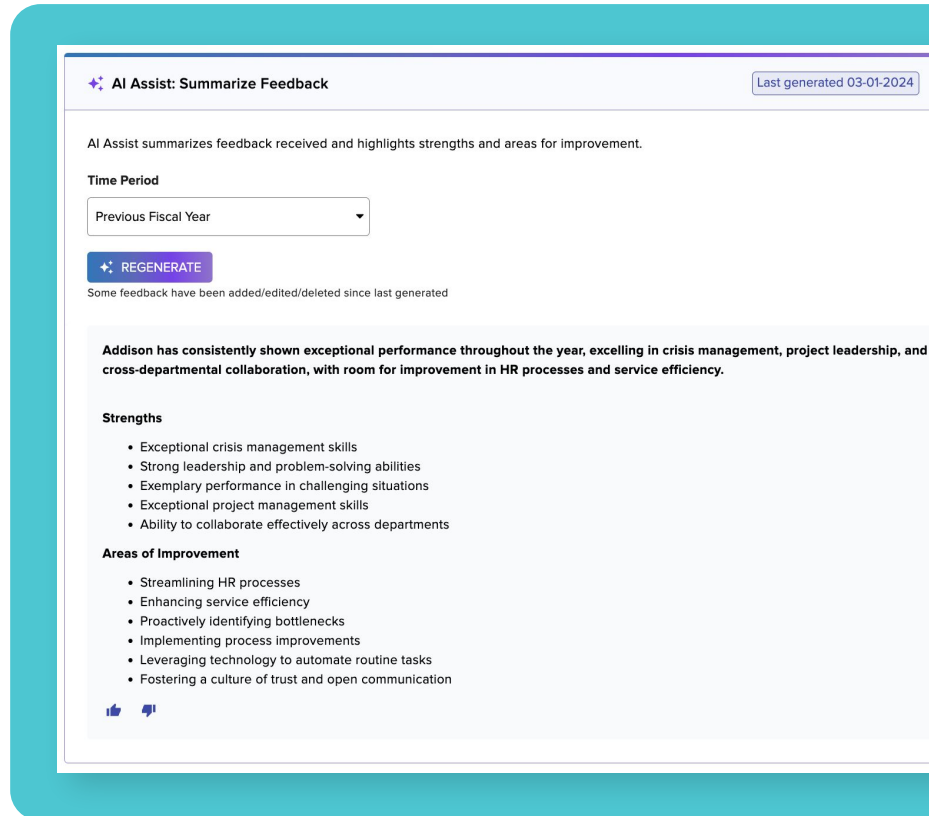 AI Assist: Summarize Feedback
Last generated 03-01-2024
AI Assist summarizes feedback received and highlights strengths and areas for improvement.
Time Period
Previous Fiscal Year
REGENERATE
Some feedback have been added/edited/deleted since last generated
Addison has consistently shown exceptional performance throughout the year, excelling in crisis management, project leadership, and
cross-departmental collaboration, with room for improvement in HR processes and service efficiency.
Strengths
• Exceptional crisis management skills
• Strong leadership and problem-solving abilities
• Exemplary performance in challenging situations
• Exceptional project management skills
• Ability to collaborate effectively across departments
Areas of Improvement
• Streamlining HR processes
• Enhancing service efficiency
• Proactively identifying bottlenecks
• Implementing process improvements
• Leveraging technology to automate routine tasks
• Fostering a culture of trust and open communication